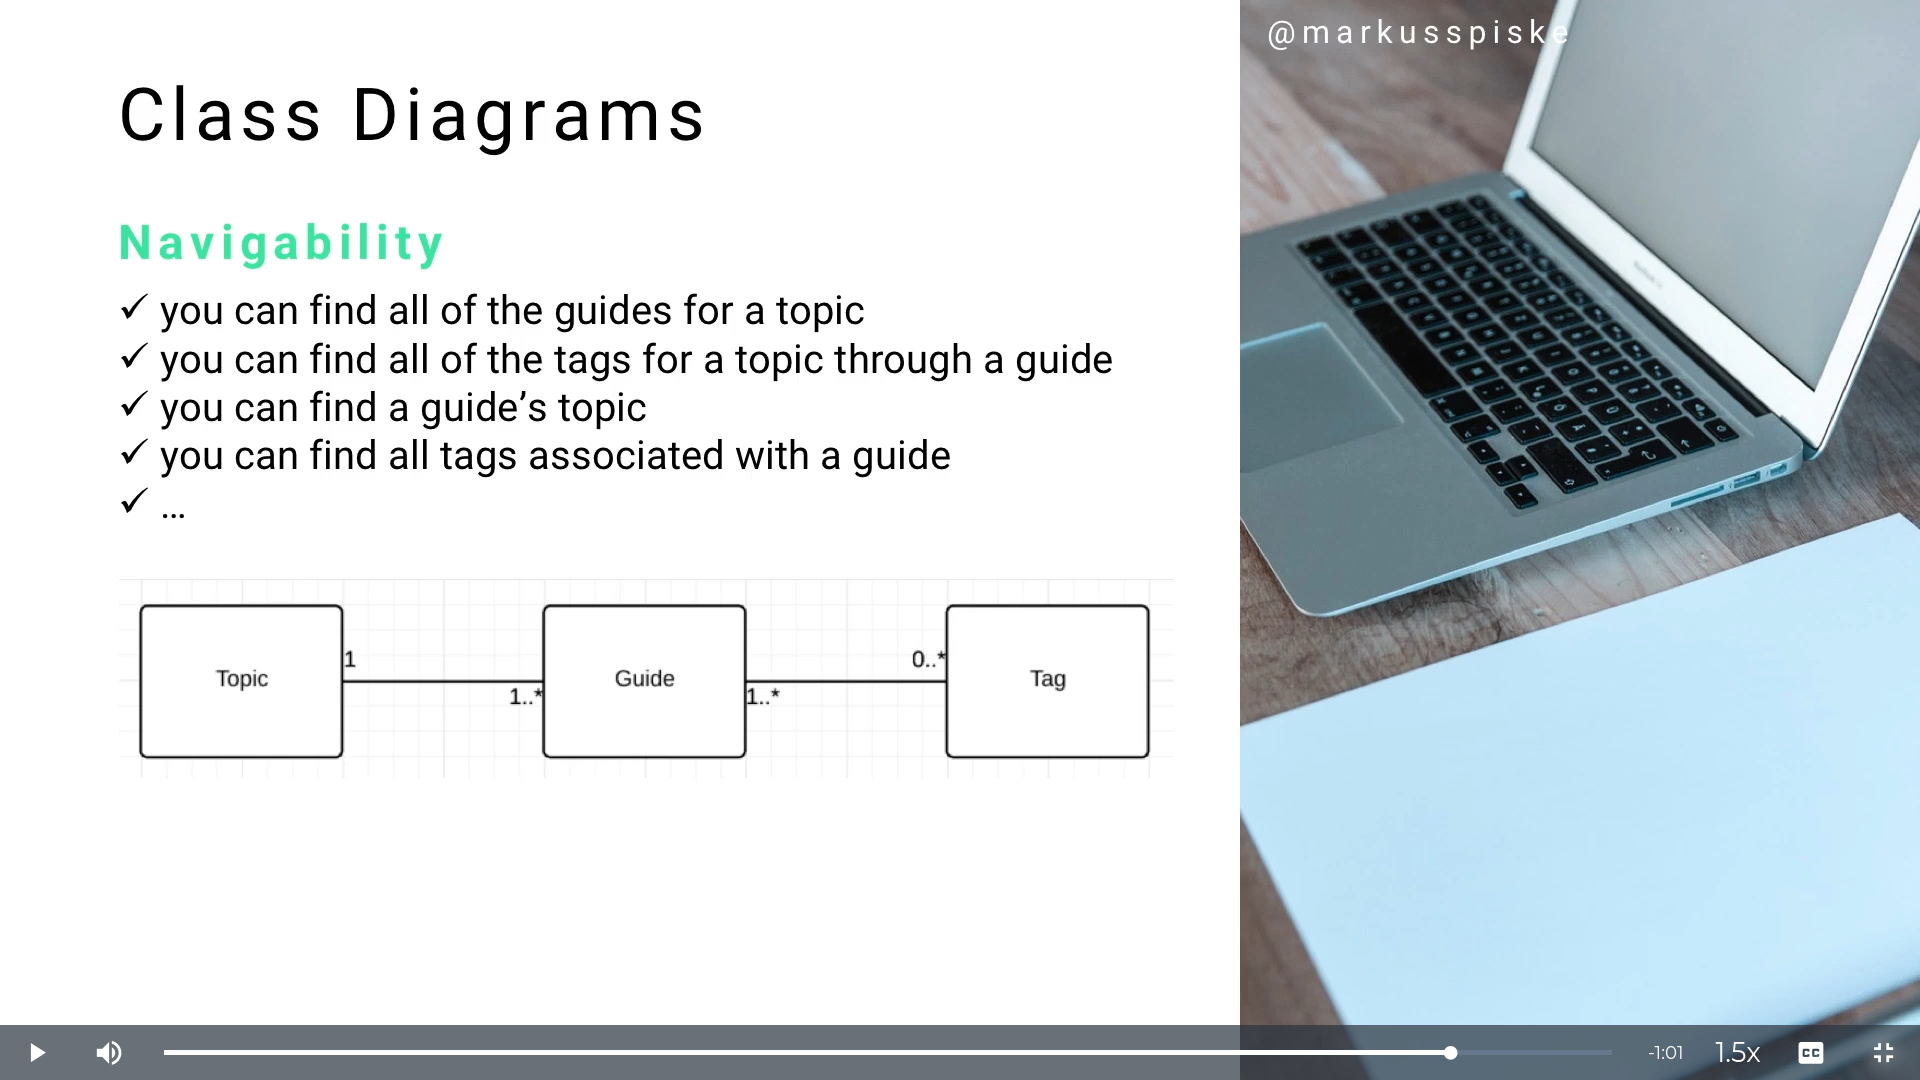 @markusspiske
Class Diagrams
Navigability
✓ you can find all of the guides for a topic
✓ you can find all of the tags for a topic through a guide
✓ you can find a guide’s topic
✓ you can find all tags associated with a guide
✓ ...
Topic
1
1..*
Guide
1..*
0..*
Tag
-1:01
1.5x
CC